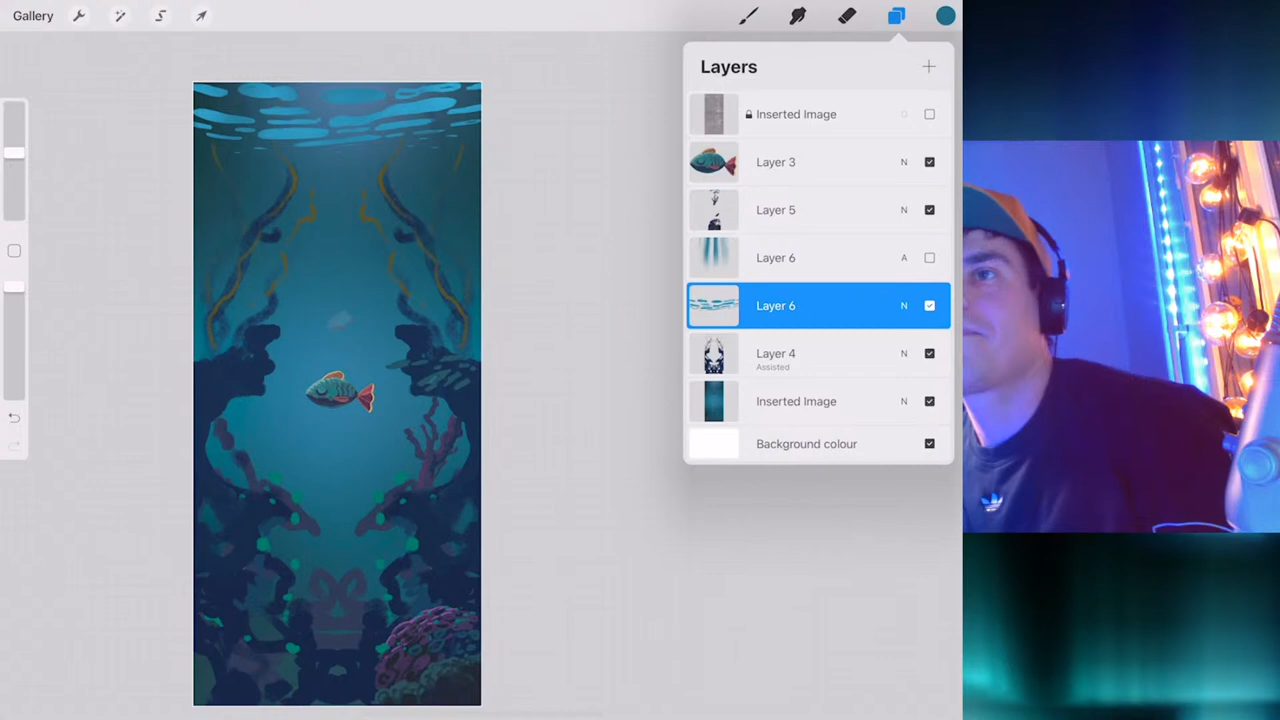 Gallery
Layers
Inserted Image
Layer 3 N
Layer 5 N
Layer 6 A
Layer 6 N
Layer 4 N
Assisted
Inserted Image N
Background colour